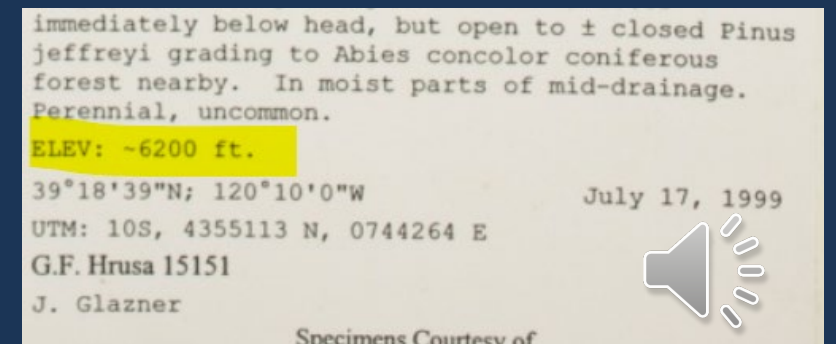 immediately below head, but open to ± closed Pinus
jeffreyi grading to Abies concolor coniferous
forest nearby. In moist parts of mid-drainage.
Perennial, uncommon.
ELEV: ~6200 ft.
39°18'39"N; 120°10'0"W July 17, 1999
UTM: 10S, 4355113 N, 0744264 E
G.F. Hrusa 15151
J. Glazner
Specimens Courtesy of